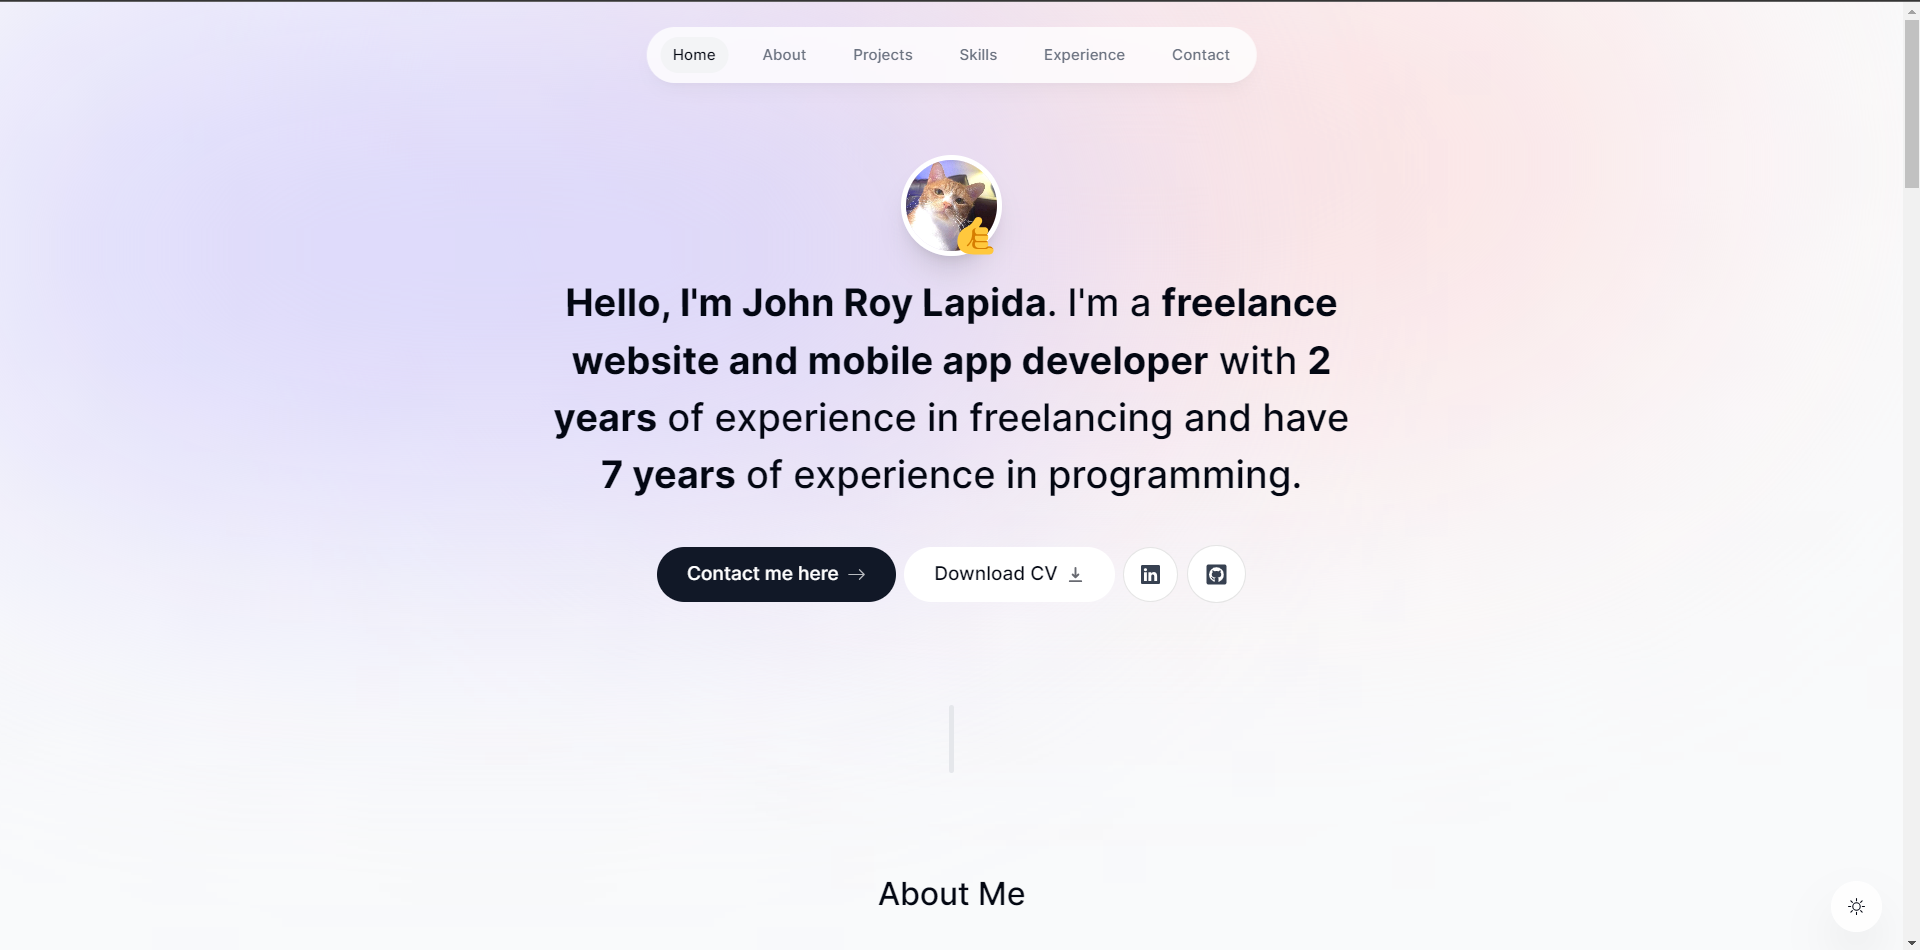 Home
About
Projects
Skills
Experience
Contact
Hello, I'm John Roy Lapida. I'm a freelance
website and mobile app developer with 2
years of experience in freelancing and have
7 years of experience in programming.
Contact me here →
Download CV
in
About Me